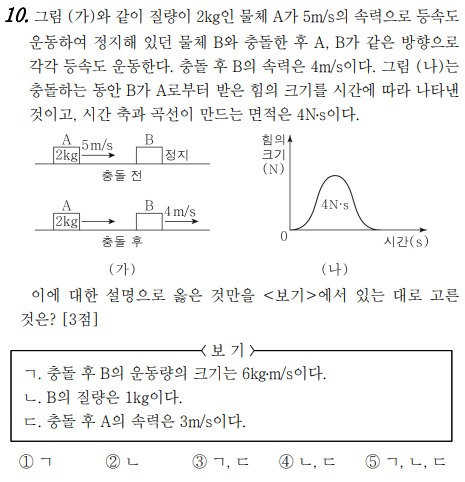 10. 그림 (가)와 같이 질량이 2kg인 물체 A가 5m/s의 속력으로 등속도
운동하여 정지해 있던 물체 B와 충돌한 후 A, B가 같은 방향으로
각각 등속도 운동한다. 충돌 후 B의 속력은 4m/s이다. 그림 (나)는
충돌하는 동안 B가 A로부터 받은 힘의 크기를 시간에 따라 나타낸
것이고, 시간 축과 곡선이 만드는 면적은 4N·s이다.
A 5m/s B
2kg 정지
충돌 전
A B 4m/s
2kg
충돌 후
(가)
힘의
크기
(N)
4N·s
0 시간(s)
(나)
이에 대한 설명으로 옳은 것만을 <보기>에서 있는 대로 고른
것은? [3점]
<보 기>
ㄱ. 충돌 후 B의 운동량의 크기는 6kg·m/s이다.
ㄴ. B의 질량은 1kg이다.
ㄷ. 충돌 후 A의 속력은 3m/s이다.
① ㄱ ② ㄴ ③ ㄱ, ㄷ ④ ㄴ, ㄷ ⑤ ㄱ, ㄴ, ㄷ